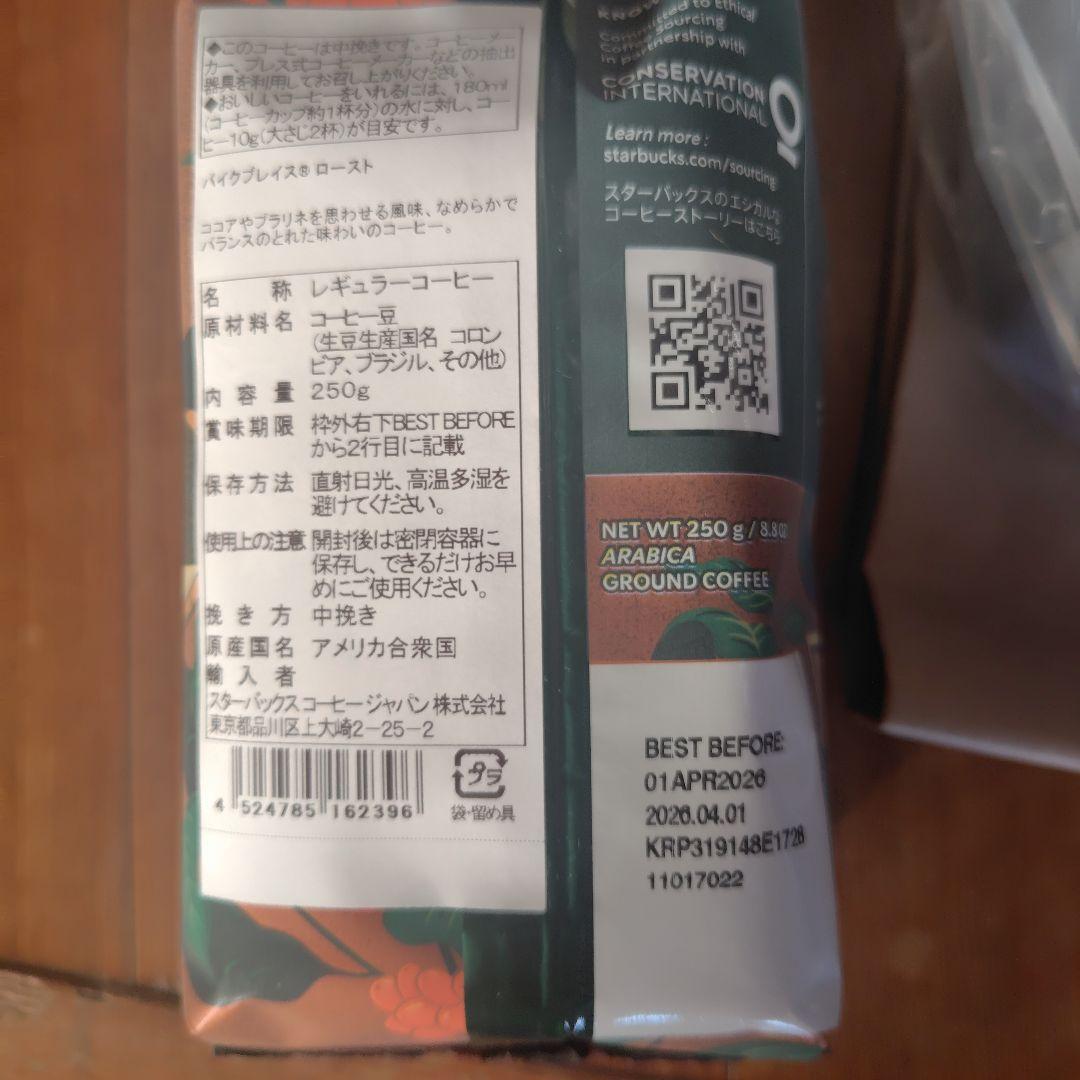 ◆このコーヒーは中挽きです。コーヒーメー
カー、プレス式コーヒーメーカーなどの抽出
器具を利用してお召し上がりください。
◆おいしいコーヒーをいれるには、180ml
(コーヒーカップ約1杯分)の水に対し、コー
ヒー10g(大さじ2杯)が目安です。
パイクプレイス® ロースト
ココアやプラリネを思わせる風味、なめらかで
バランスのとれた味わいのコーヒー。
名称 レギュラーコーヒー
原材料名 コーヒー豆
(生豆生産国名 コロン
ビア、ブラジル、その他)
内容量 250g
賞味期限 枠外右下BEST BEFORE
から2行目に記載
保存方法 直射日光、高温多湿を
避けてください。
使用上の注意 開封後は密閉容器に
保存し、できるだけお早
めにご使用ください。
挽き方 中挽き
原産国名 アメリカ合衆国
輸入者
スターバックス コーヒー ジャパン 株式会社
東京都品川区上大崎2-25-2
4 524785 162396
プラ
袋・留め具
Committed to Ethical
Coffee Sourcing
in partnership with
CONSERVATION
INTERNATIONAL
Learn more :
starbucks.com/sourcing
スターバックスのエシカルな
コーヒーストーリーはこちら
NET WT 250 g / 8.8 OZ
ARABICA
GROUND COFFEE
BEST BEFORE:
01APR2026
2026.04.01
KRP319148E1728
11017022